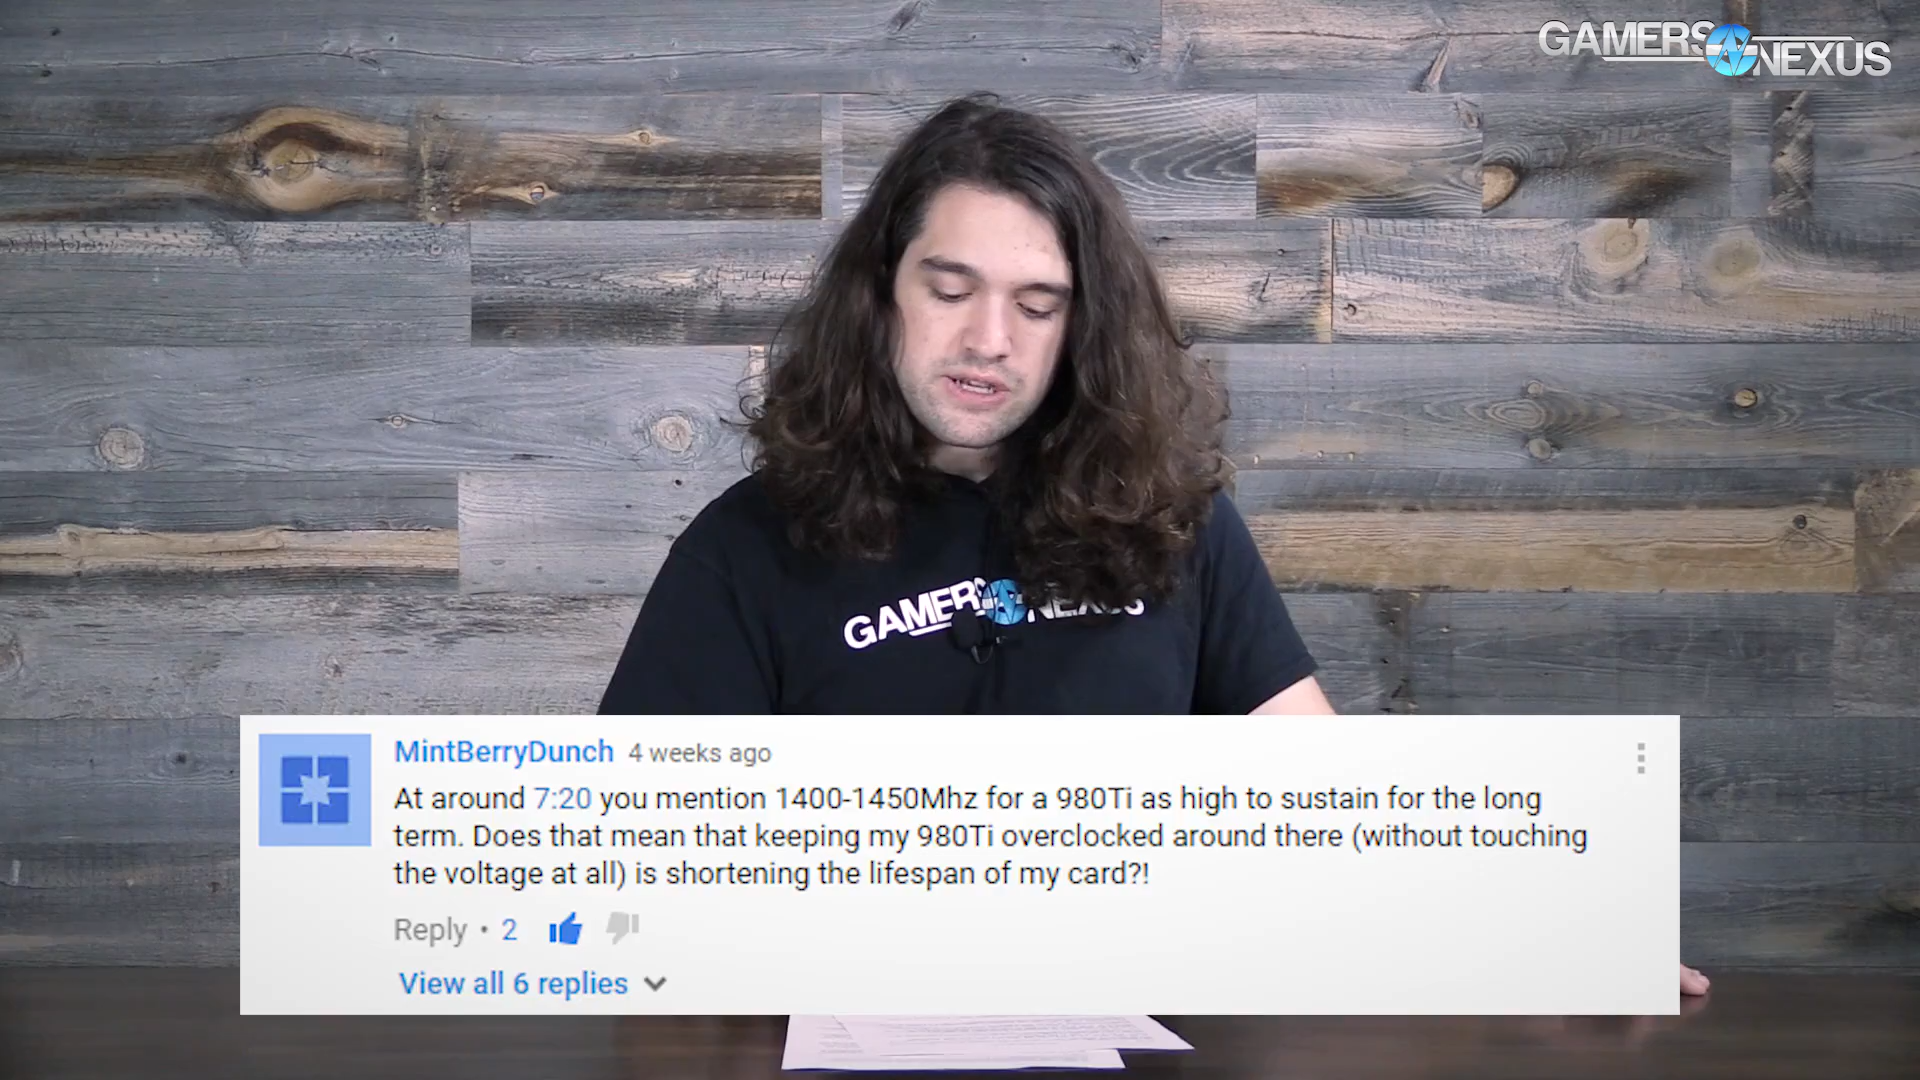 GAMERS NEXUS
GAMERS NEXUS
MintBerryDunch 4 weeks ago
At around 7:20 you mention 1400-1450Mhz for a 980Ti as high to sustain for the long
term. Does that mean that keeping my 980Ti overclocked around there (without touching
the voltage at all) is shortening the lifespan of my card?!
Reply • 2
View all 6 replies